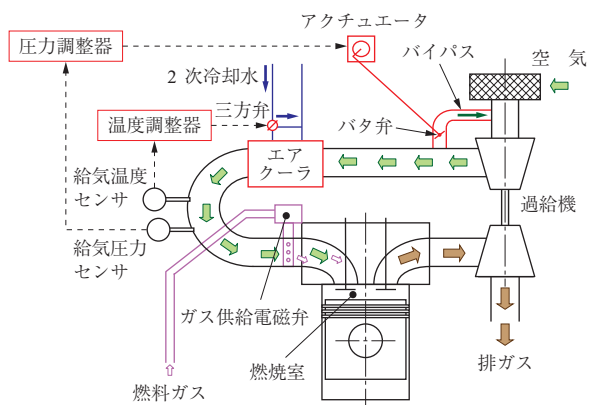 圧力調整器
アクチュエータ
バイパス
空 気
2 次冷却水
三方弁
温度調整器
バタ弁
エア
クーラ
給気温度
センサ
過給機
給気圧力
センサ
ガス供給電磁弁
燃焼室
排ガス
燃料ガス